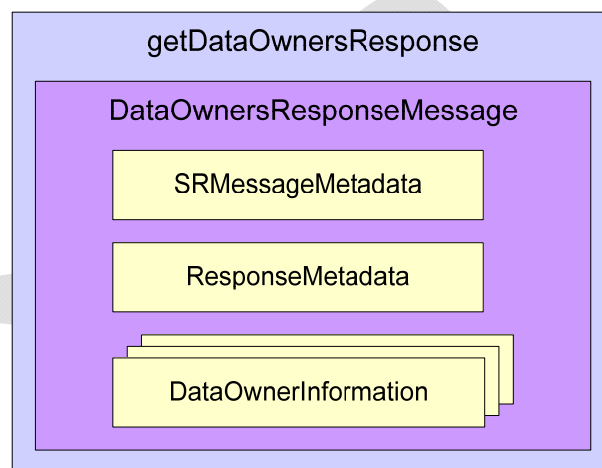 getDataOwnersResponse
DataOwnersResponseMessage
SRMessageMetadata
ResponseMetadata
DataOwnerInformation